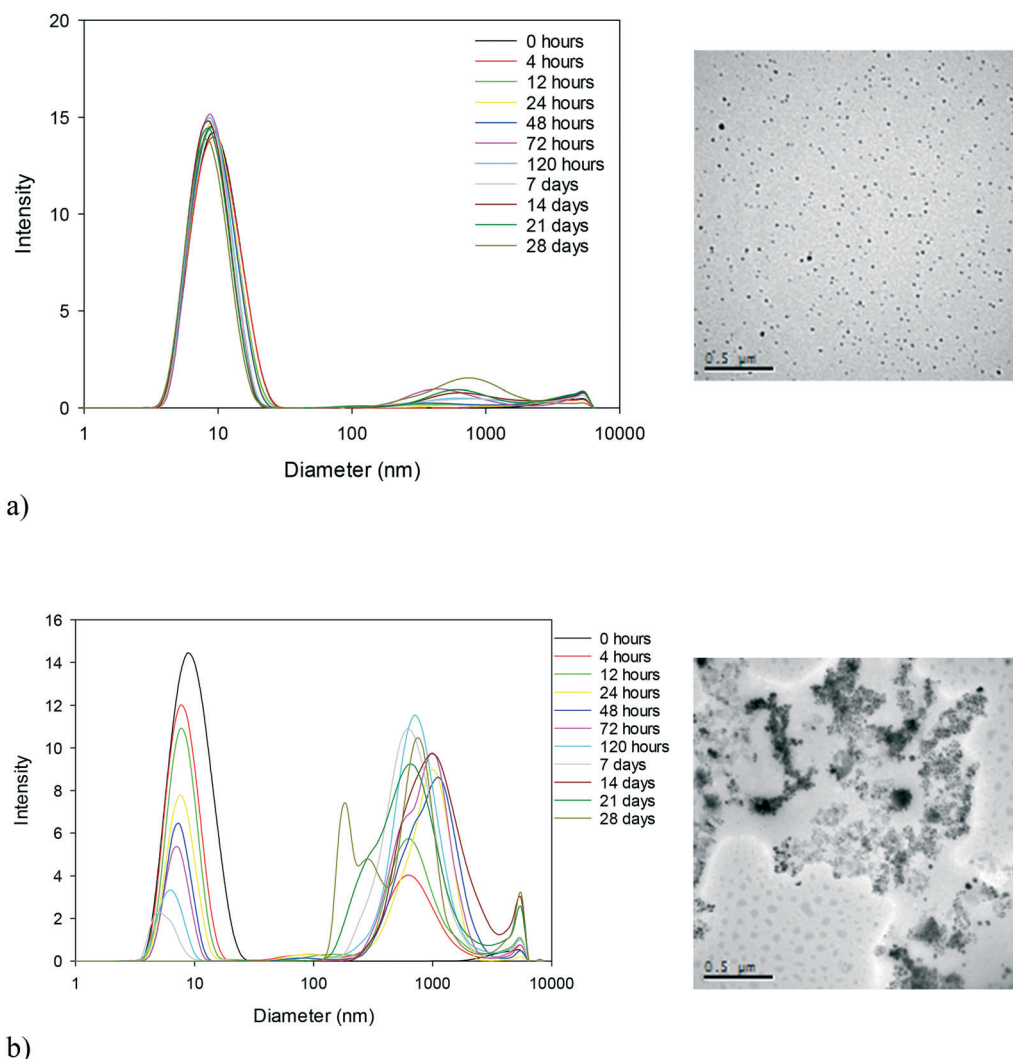 20
15
10
5
0
Intensity
1
10
100
1000
10000
Diameter (nm)
0 hours
4 hours
12 hours
24 hours
48 hours
72 hours
120 hours
7 days
14 days
21 days
28 days
0.5 µm
a)
16
14
12
10
8
6
4
2
0
Intensity
1
10
100
1000
10000
Diameter (nm)
0 hours
4 hours
12 hours
24 hours
48 hours
72 hours
120 hours
7 days
14 days
21 days
28 days
0.5 µm
b)